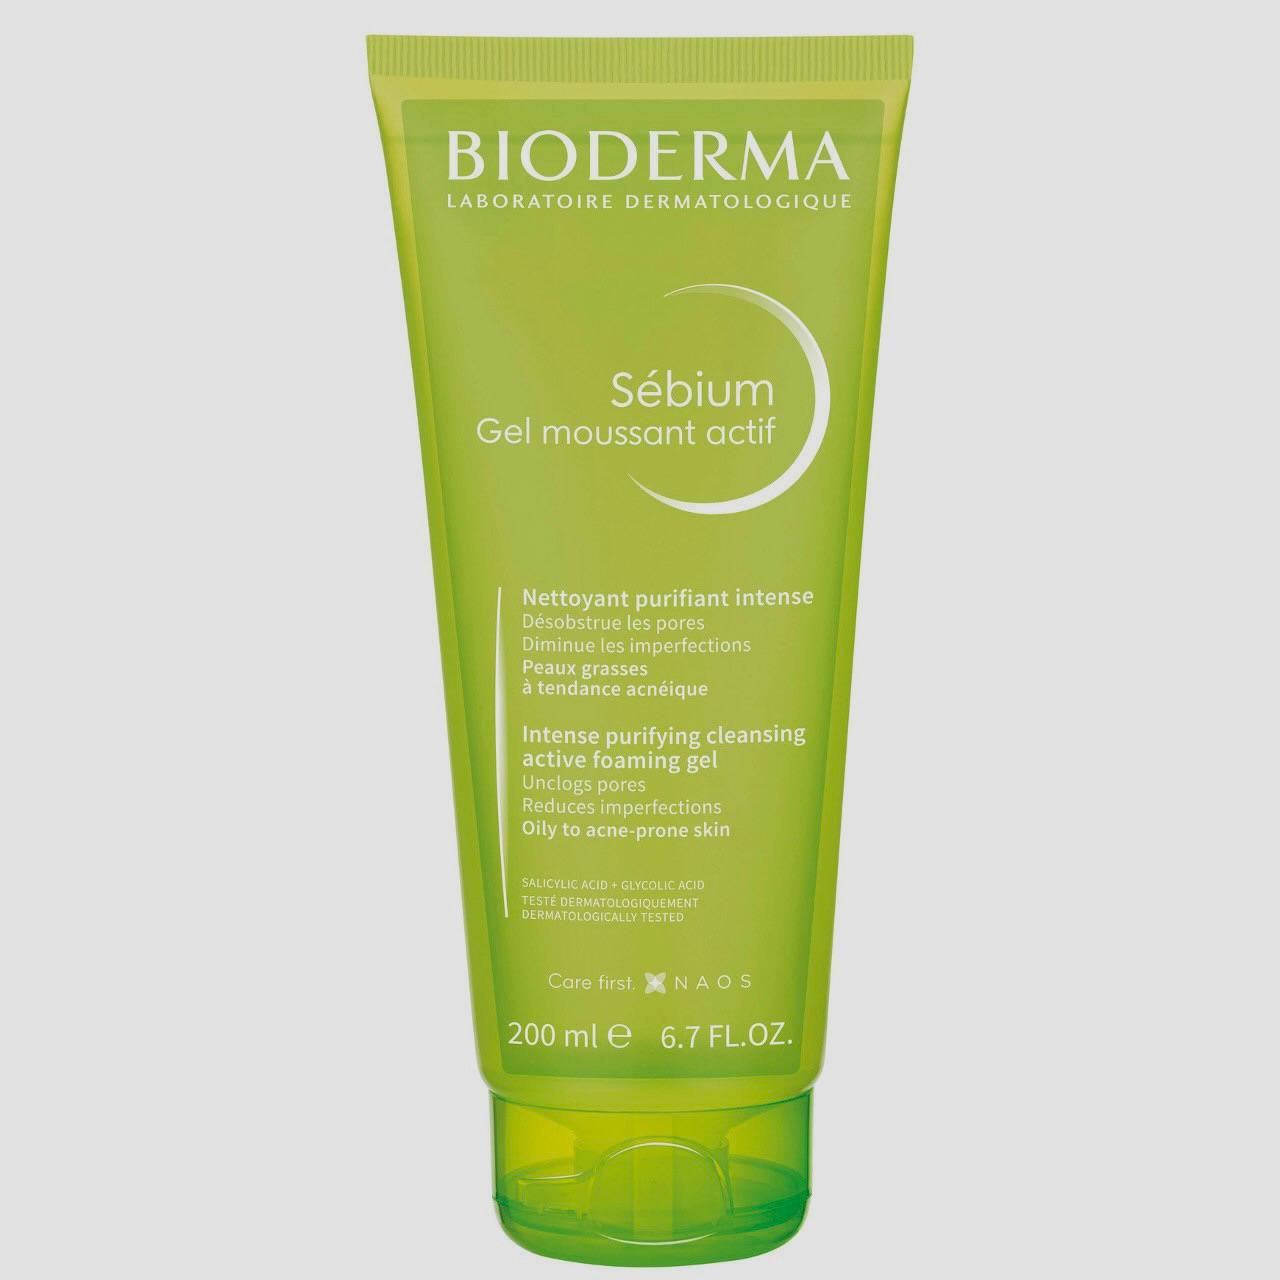 BIODERMA
LABORATOIRE DERMATOLOGIQUE
Sébium
Gel moussant actif
Nettoyant purifiant intense
Désobstrue les pores
Diminue les imperfections
Peaux grasses
à tendance acnéique
Intense purifying cleansing
active foaming gel
Unclogs pores
Reduces imperfections
Oily to acne-prone skin
SALICYLIC ACID + GLYCOLIC ACID
TESTÉ DERMATOLOGIQUEMENT
DERMATOLOGICALLY TESTED
Care first. NAOS
200 ml ℮ 6.7 FL.OZ.